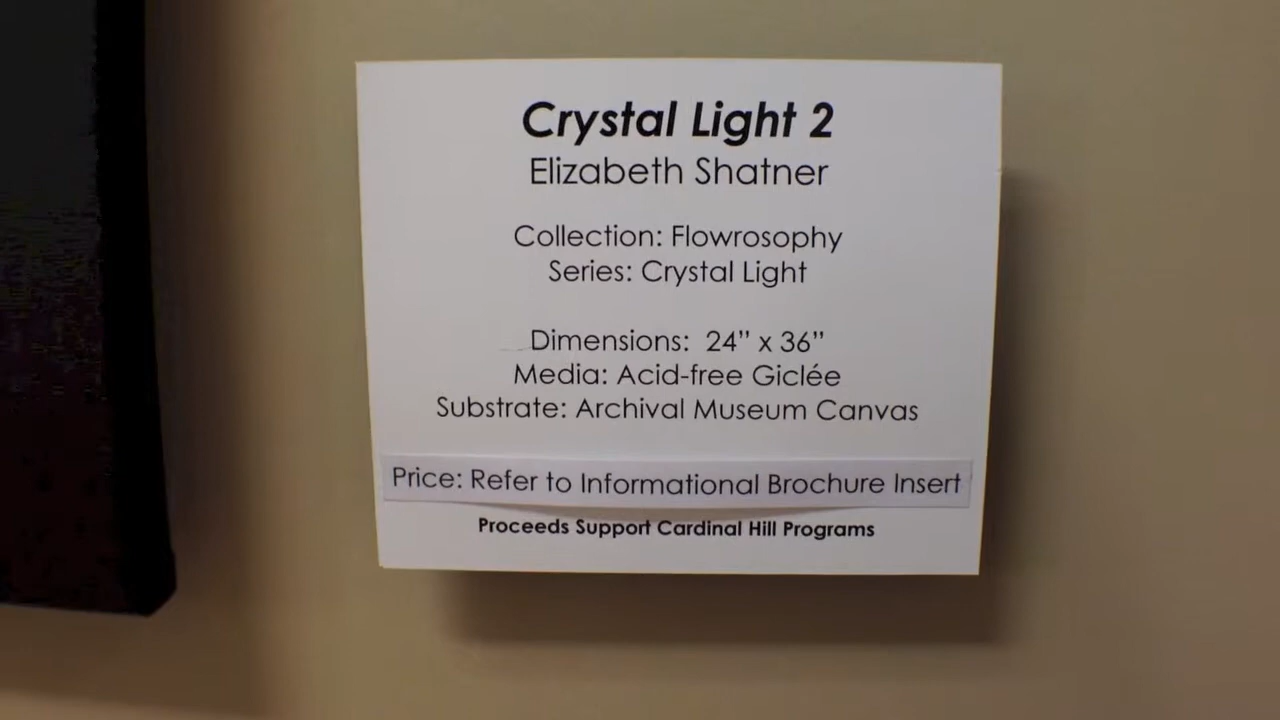 Crystal Light 2
Elizabeth Shatner
Collection: Flowrosophy
Series: Crystal Light
Dimensions: 24” x 36”
Media: Acid-free Giclée
Substrate: Archival Museum Canvas
Price: Refer to Informational Brochure Insert
Proceeds Support Cardinal Hill Programs